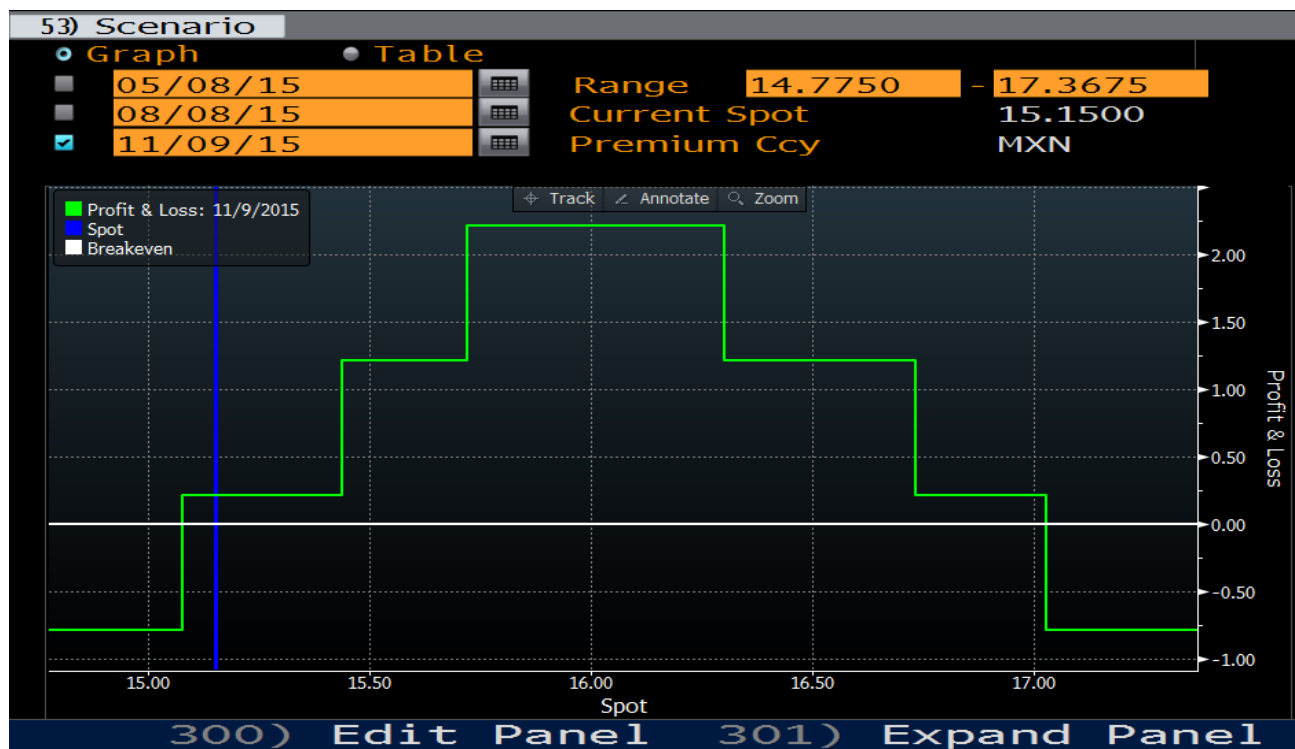 53) Scenario
Graph Table
05/08/15 Range 14.7750 - 17.3675
08/08/15 Current Spot 15.1500
11/09/15 Premium Ccy MXN
Track Annotate Zoom
Profit & Loss: 11/9/2015
Spot
Breakeven
2.00
1.50
1.00
0.50
0.00
-0.50
-1.00
Profit & Loss
15.00 15.50 16.00 16.50 17.00
Spot
300) Edit Panel 301) Expand Panel